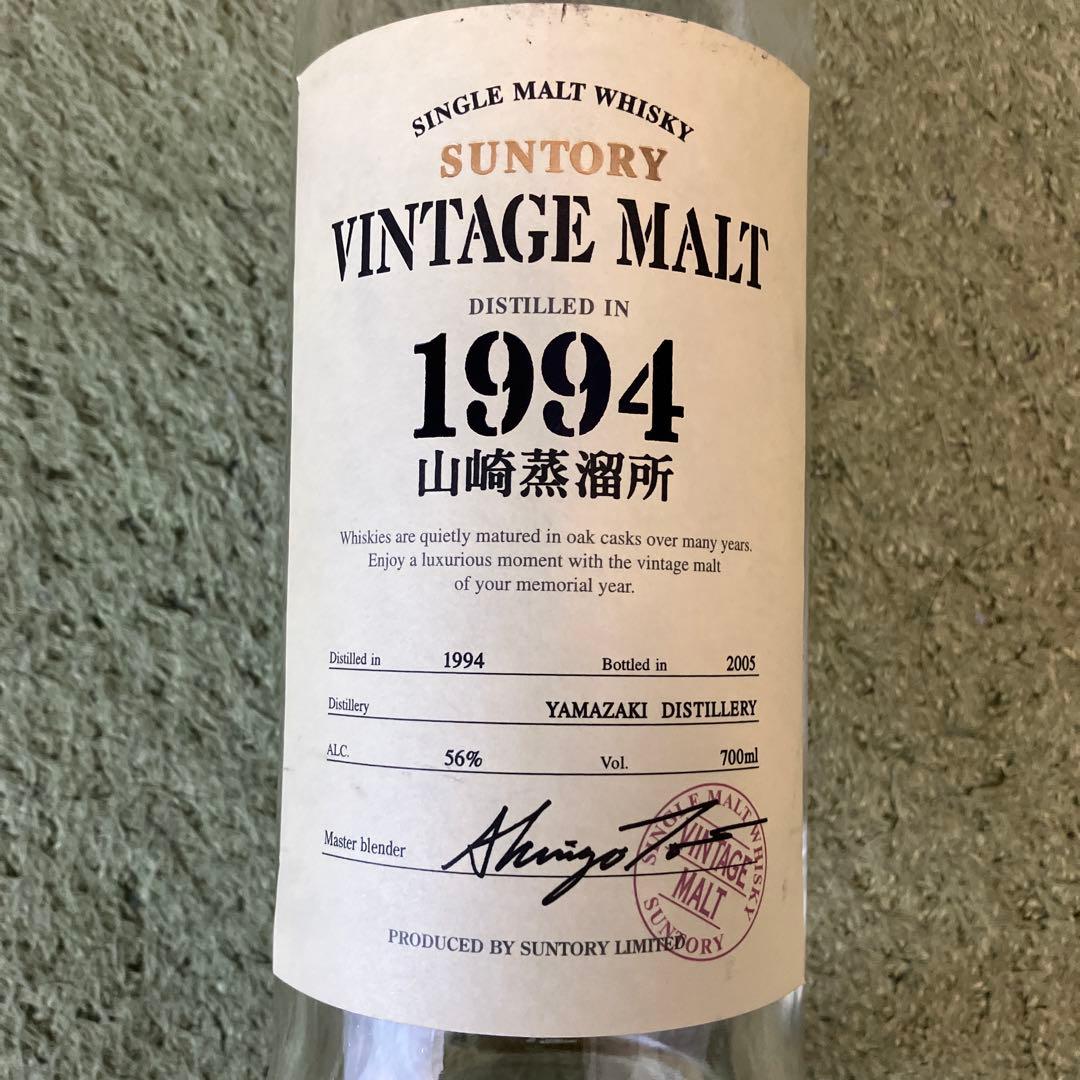 SINGLE MALT WHISKY
SUNTORY
VINTAGE MALT
DISTILLED IN
1994
山崎蒸溜所
Whiskies are quietly matured in oak casks over many years.
Enjoy a luxurious moment with the vintage malt
of your memorial year.
Distilled in 1994 Bottled in 2005
Distillery YAMAZAKI DISTILLERY
ALC. 56% Vol. 700ml
Master blender
SINGLE MALT WHISKY
VINTAGE
MALT
SUNTORY
PRODUCED BY SUNTORY LIMITED